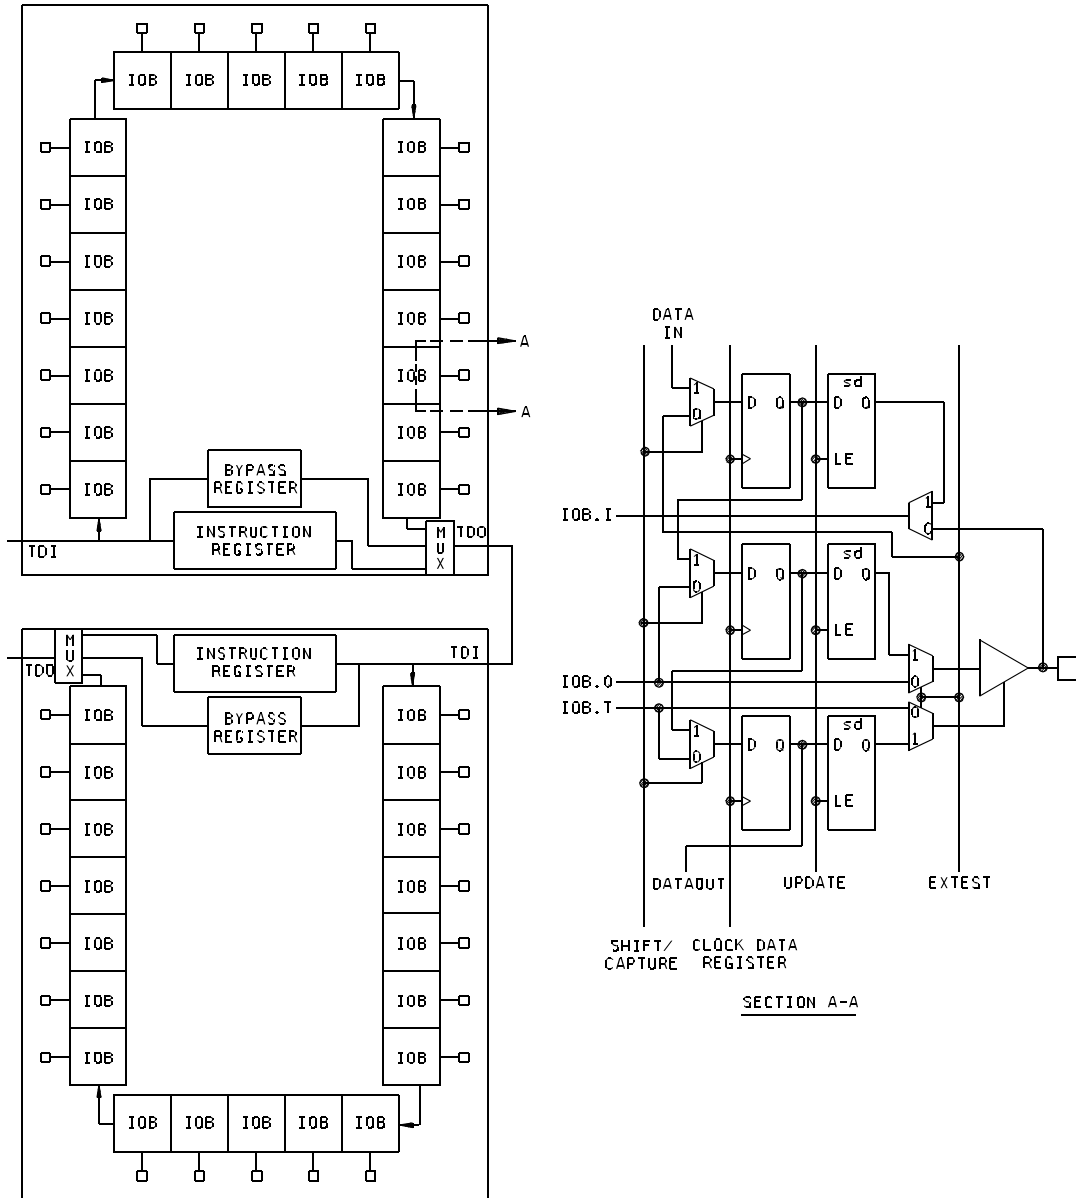 IOB IOB IOB IOB IOB
IOB IOB
IOB IOB
IOB IOB
IOB IOB
A
IOB IOB
A
IOB IOB
IOB IOB
BYPASS
REGISTER
INSTRUCTION
REGISTER
TDI
MUX
TDO
MUX
TDO
INSTRUCTION
REGISTER
TDI
BYPASS
REGISTER
IOB IOB
IOB IOB
IOB IOB
IOB IOB
IOB IOB
IOB IOB
IOB IOB
IOB IOB IOB IOB IOB
DATA
IN
1
0
D Q
sd
D Q
LE
IOB.I
1
0
1
0
D Q
sd
D Q
LE
1
0
IOB.O
IOB.T
0
1
1
0
D Q
sd
D Q
LE
DATAOUT
UPDATE
EXTEST
SHIFT/
CAPTURE
CLOCK DATA
REGISTER
SECTION A-A